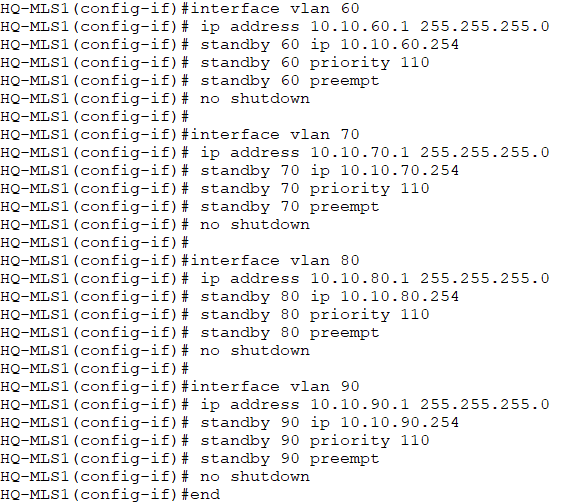 HQ-MLS1(config-if)#interface vlan 60
HQ-MLS1(config-if)# ip address 10.10.60.1 255.255.255.0
HQ-MLS1(config-if)# standby 60 ip 10.10.60.254
HQ-MLS1(config-if)# standby 60 priority 110
HQ-MLS1(config-if)# standby 60 preempt
HQ-MLS1(config-if)# no shutdown
HQ-MLS1(config-if)#
HQ-MLS1(config-if)#interface vlan 70
HQ-MLS1(config-if)# ip address 10.10.70.1 255.255.255.0
HQ-MLS1(config-if)# standby 70 ip 10.10.70.254
HQ-MLS1(config-if)# standby 70 priority 110
HQ-MLS1(config-if)# standby 70 preempt
HQ-MLS1(config-if)# no shutdown
HQ-MLS1(config-if)#
HQ-MLS1(config-if)#interface vlan 80
HQ-MLS1(config-if)# ip address 10.10.80.1 255.255.255.0
HQ-MLS1(config-if)# standby 80 ip 10.10.80.254
HQ-MLS1(config-if)# standby 80 priority 110
HQ-MLS1(config-if)# standby 80 preempt
HQ-MLS1(config-if)# no shutdown
HQ-MLS1(config-if)#
HQ-MLS1(config-if)#interface vlan 90
HQ-MLS1(config-if)# ip address 10.10.90.1 255.255.255.0
HQ-MLS1(config-if)# standby 90 ip 10.10.90.254
HQ-MLS1(config-if)# standby 90 priority 110
HQ-MLS1(config-if)# standby 90 preempt
HQ-MLS1(config-if)# no shutdown
HQ-MLS1(config-if)#end